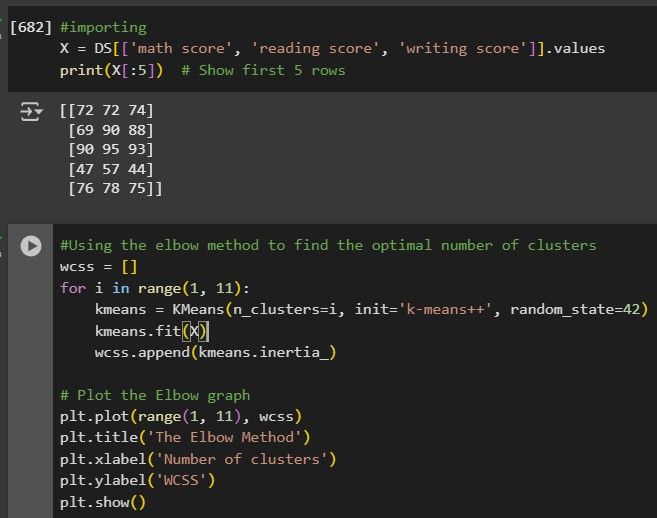 [682] #importing
X = DS[['math score', 'reading score', 'writing score']].values
print(X[:5])  # Show first 5 rows
[[72 72 74]
 [69 90 88]
 [90 95 93]
 [47 57 44]
 [76 78 75]]
#Using the elbow method to find the optimal number of clusters
wcss = []
for i in range(1, 11):
    kmeans = KMeans(n_clusters=i, init='k-means++', random_state=42)
    kmeans.fit(X)
    wcss.append(kmeans.inertia_)
# Plot the Elbow graph
plt.plot(range(1, 11), wcss)
plt.title('The Elbow Method')
plt.xlabel('Number of clusters')
plt.ylabel('WCSS')
plt.show()